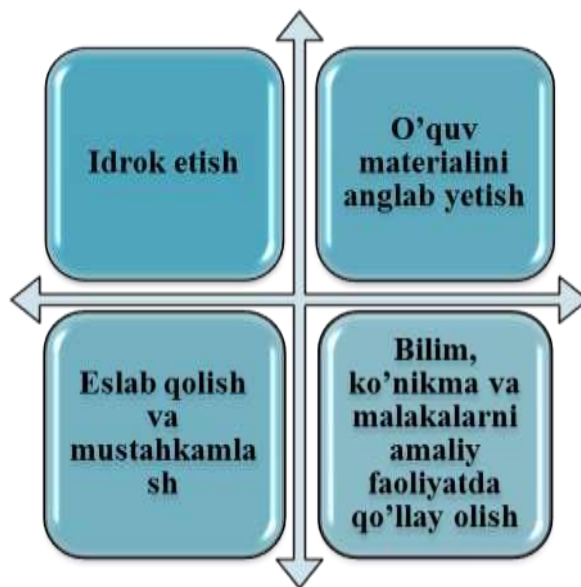 Idrok etish
O’quv
materialini
anglab yetish
Eslab qolish
va
mustahkamla
sh
Bilim,
ko’nikma va
malakalarni
amaliy
faoliyatda
qo’llay olish